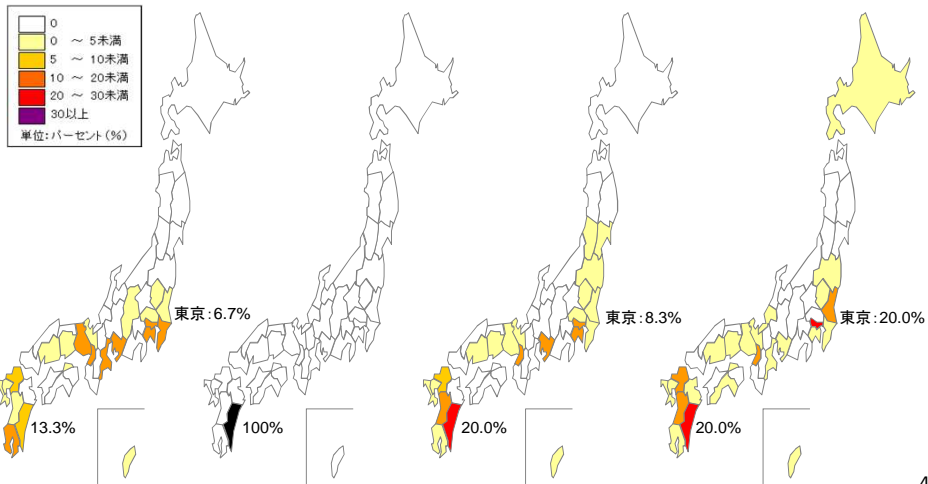 0
0 ～ 5未満
5 ～ 10未満
10 ～ 20未満
20 ～ 30未満
30以上
単位：パーセント（%）
東京：6.7%
13.3%
100%
東京：8.3%
20.0%
東京：20.0%
20.0%
4